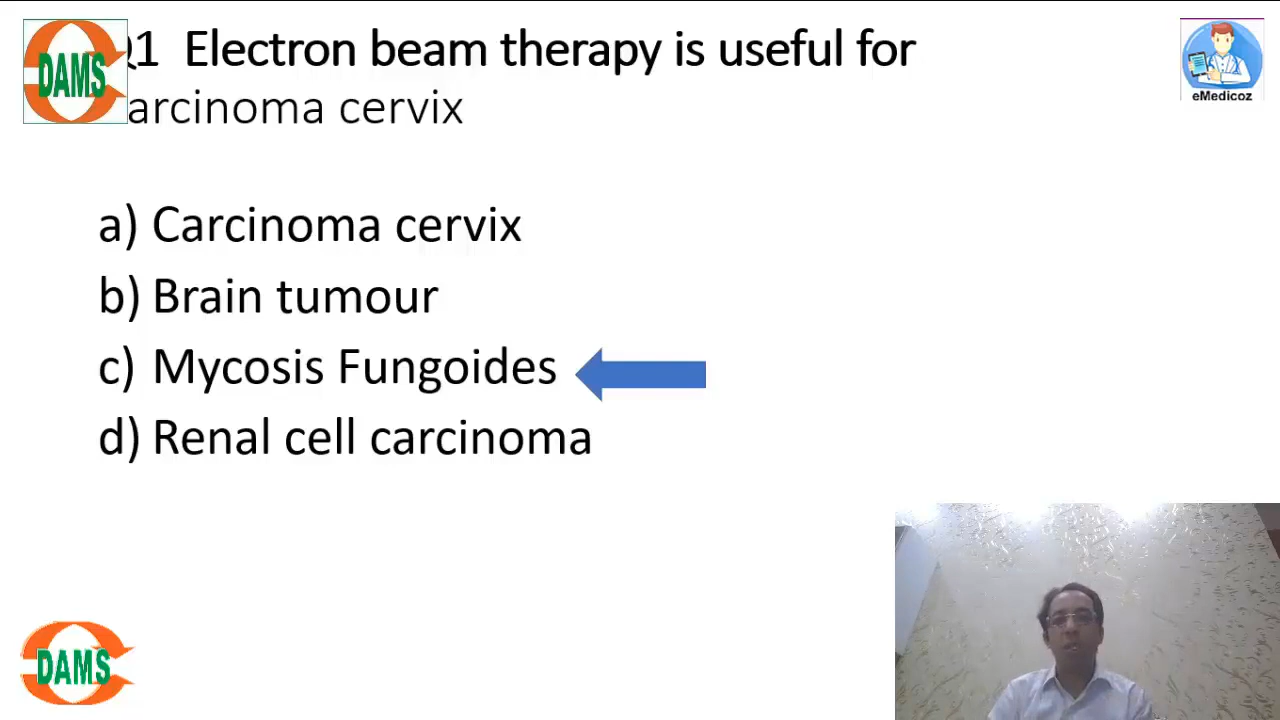 DAMS
Q1 Electron beam therapy is useful for
arcinoma cervix
eMedicoz
a) Carcinoma cervix
b) Brain tumour
c) Mycosis Fungoides
d) Renal cell carcinoma
DAMS